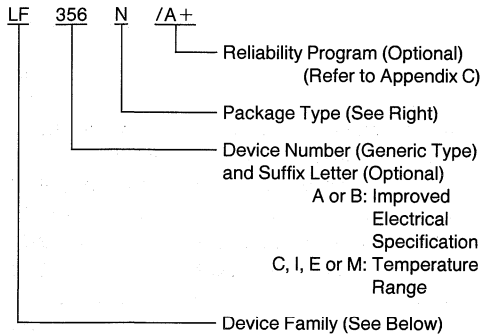 LF 356 N /A+
Reliability Program (Optional)
(Refer to Appendix C)
Package Type (See Right)
Device Number (Generic Type)
and Suffix Letter (Optional)
A or B: Improved
Electrical
Specification
C, I, E or M: Temperature
Range
Device Family (See Below)